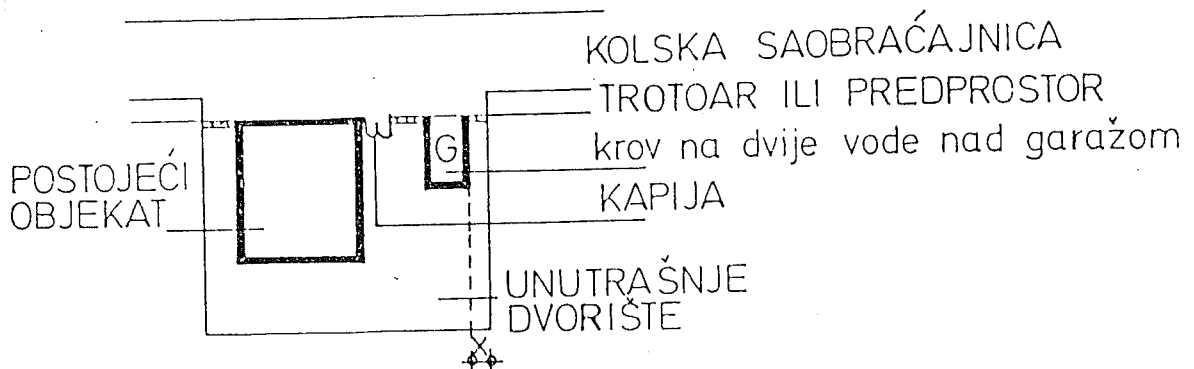 KOLSKA SAOBRAĆAJNICA
TROTOAR ILI PREDPROSTOR
krov na dvije vode nad garažom
G
KAPIJA
POSTOJEĆI
OBJEKAT
UNUTRAŠNJE
DVORIŠTE
X